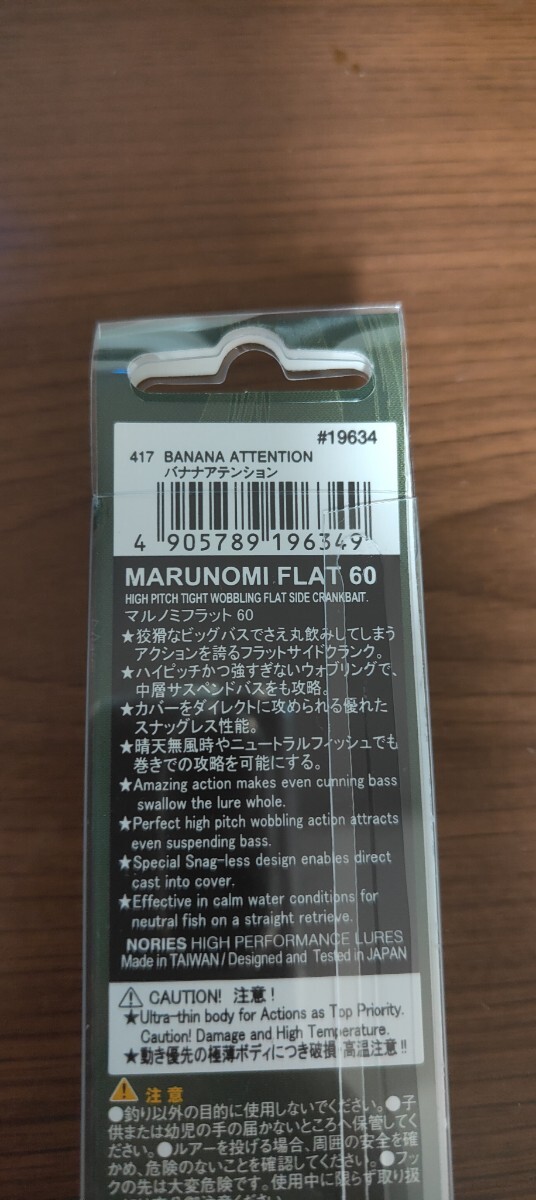 #19634
417 BANANA ATTENTION
バナナアテンション
4 905789 196349
MARUNOMI FLAT 60
HIGH PITCH TIGHT WOBBLING FLAT SIDE CRANKBAIT.
マルノミフラット 60
★狡猾なビッグバスでさえ丸飲みしてしまう
アクションを誇るフラットサイドクランク。
★ハイピッチかつ強すぎないウォブリングで、
中層サスペンドバスをも攻略。
★カバーをダイレクトに攻められる優れた
スナッグレス性能。
★晴天無風時やニュートラルフィッシュでも
巻きでの攻略を可能にする。
★Amazing action makes even cunning bass
swallow the lure whole.
★Perfect high pitch wobbling action attracts
even suspending bass.
★Special Snag-less design enables direct
cast into cover.
★Effective in calm water conditions for
neutral fish on a straight retrieve.
NORIES HIGH PERFORMANCE LURES
Made in TAIWAN / Designed and Tested in JAPAN
CAUTION! 注意!
★Ultra-thin body for Actions as Top Priority.
Caution! Damage and High Temperature.
★動き優先の極薄ボディにつき破損・高温注意!!
注意
●釣り以外の目的に使用しないでください。●子
供または幼児の手の届かないところへ保管してく
ださい。●ルアーを投げる場合、周囲の安全を確
かめ、危険のないことを確認してください。●フッ
クの先は大変危険です。使用中に限らず取り扱